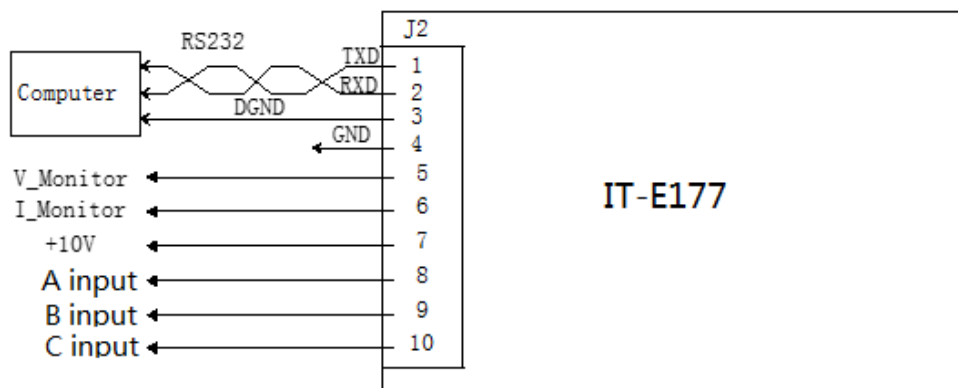 J2
RS232
TXD 1
Computer
RXD 2
DGND 3
GND 4
V_Monitor 5
I_Monitor 6
+10V 7
A input 8
B input 9
C input 10
IT-E177